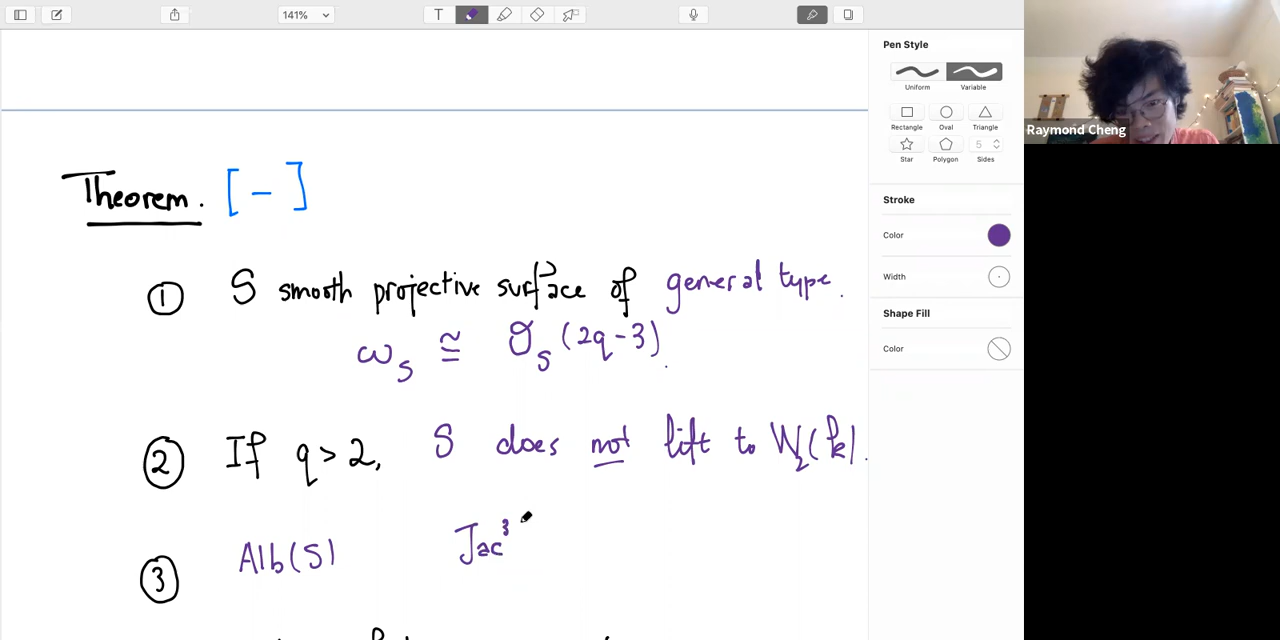 141%
T
Pen Style
Uniform
Variable
Rectangle
Oval
Triangle
Star
Polygon
5
Sides
Stroke
Color
Width
Shape Fill
Color
Raymond Cheng
Theorem. [-]
① S smooth projective surface of general type.
ω_S ≅ O_S(2q-3).
② If q > 2, S does not lift to W₂(k).
③ Alb(S) Jac³